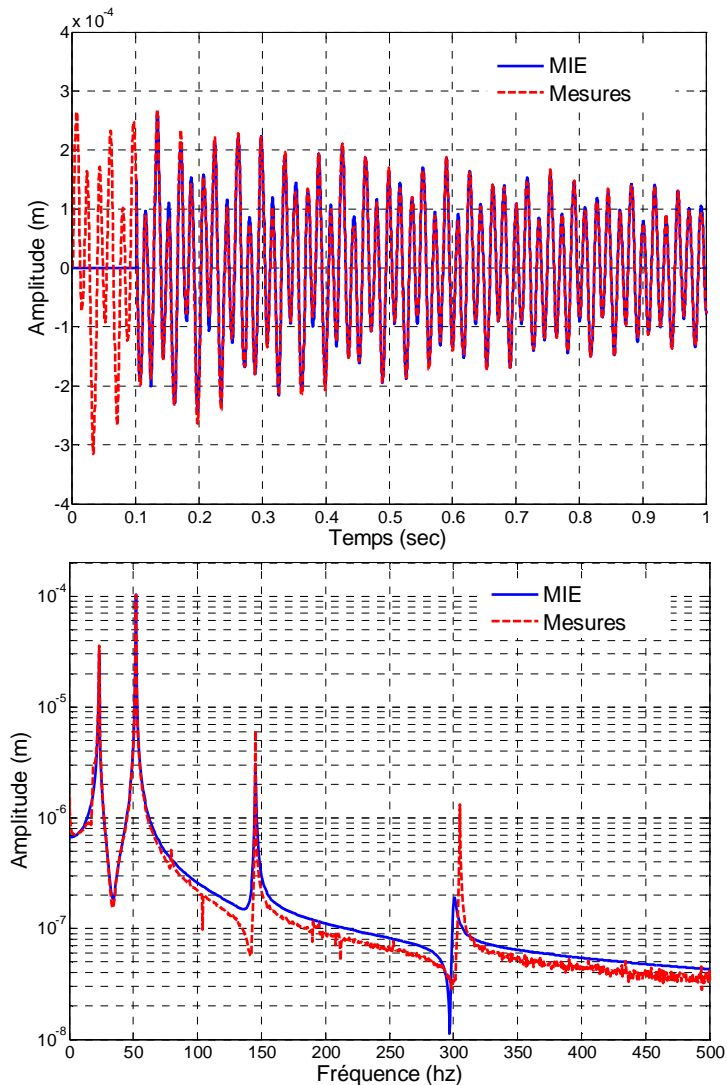 x 10-4
4
3
2
1
0
-1
-2
-3
-4
Amplitude (m)
MIE
Mesures
0 0.1 0.2 0.3 0.4 0.5 0.6 0.7 0.8 0.9 1
Temps (sec)
10-4
10-5
10-6
10-7
10-8
Amplitude (m)
MIE
Mesures
0 50 100 150 200 250 300 350 400 450 500
Fréquence (hz)